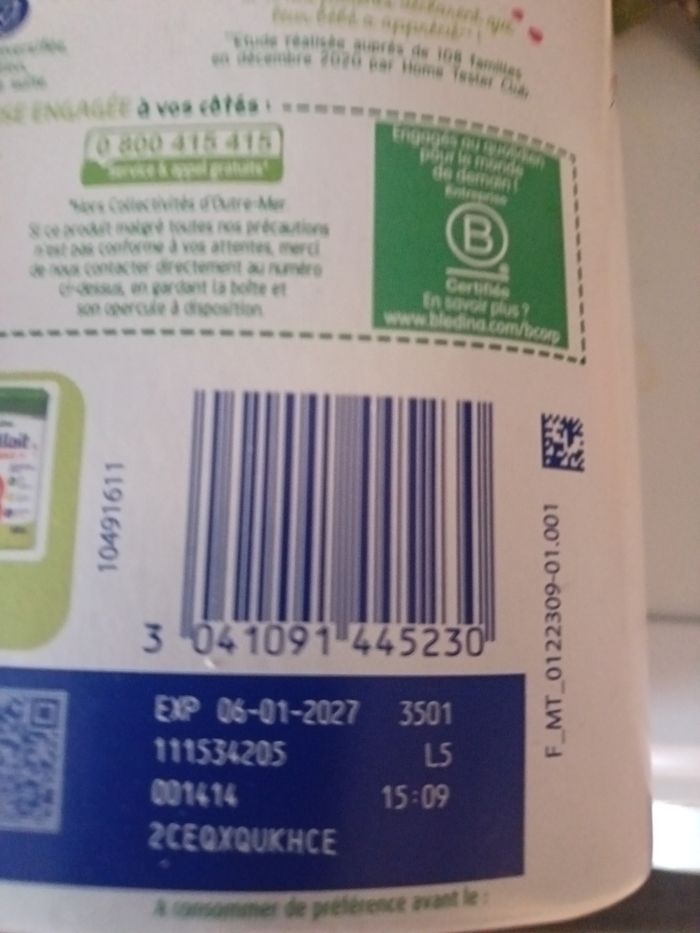 tout bébé a apprécié* !
*Etude réalisée auprès de 108 familles
en décembre 2020 par Home Tester Club
SE ENGAGÉE à vos côtés !
0 800 415 415
Service & appel gratuits*
*Hors Collectivités d'Outre-Mer
Si ce produit malgré toutes nos précautions
n'est pas conforme à vos attentes, merci
de nous contacter directement au numéro
ci-dessus, en gardant la boîte et
son opercule à disposition.
Engagés au quotidien
pour le monde
de demain !
Entreprise
B
Certifiée
En savoir plus ?
www.bledina.com/bcorp
10491611
3 041091 445230
F_MT_0122309-01.001
EXP 06-01-2027 3501
111534205 L5
001414 15:09
2CEQXQUKHCE
A consommer de préférence avant le :